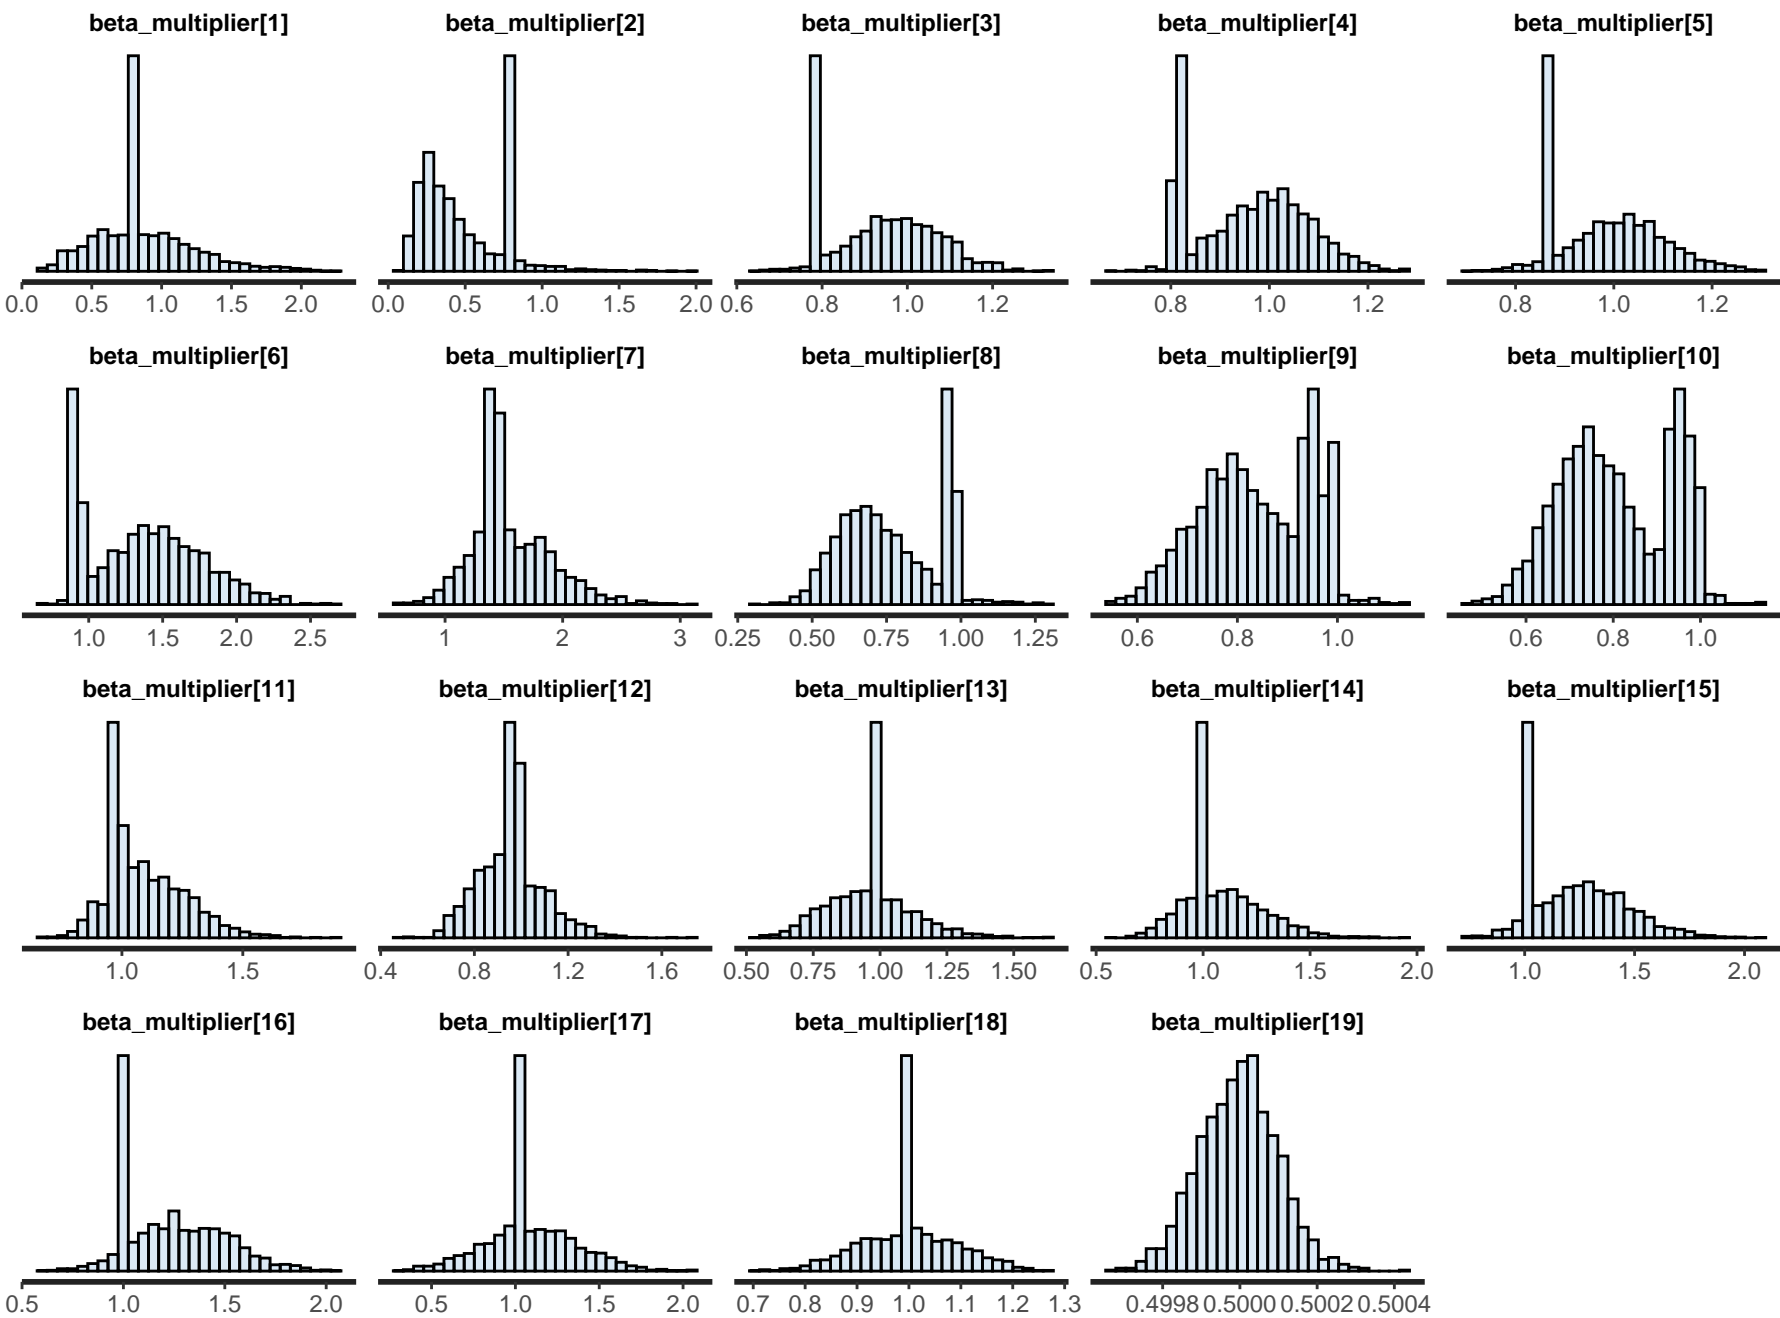 beta_multiplier[1] beta_multiplier[2] beta_multiplier[3] beta_multiplier[4] beta_multiplier[5]
0.0 0.5 1.0 1.5 2.0 0.0 0.5 1.0 1.5 2.0 0.6 0.8 1.0 1.2 0.8 1.0 1.2 0.8 1.0 1.2
beta_multiplier[6] beta_multiplier[7] beta_multiplier[8] beta_multiplier[9] beta_multiplier[10]
1.0 1.5 2.0 2.5 1 2 3 0.25 0.50 0.75 1.00 1.25 0.6 0.8 1.0 0.6 0.8 1.0
beta_multiplier[11] beta_multiplier[12] beta_multiplier[13] beta_multiplier[14] beta_multiplier[15]
1.0 1.5 0.4 0.8 1.2 1.6 0.50 0.75 1.00 1.25 1.50 0.5 1.0 1.5 2.0 1.0 1.5 2.0
beta_multiplier[16] beta_multiplier[17] beta_multiplier[18] beta_multiplier[19]
0.5 1.0 1.5 2.0 0.5 1.0 1.5 2.0 0.7 0.8 0.9 1.0 1.1 1.2 1.3 0.4998 0.5000 0.5002 0.5004